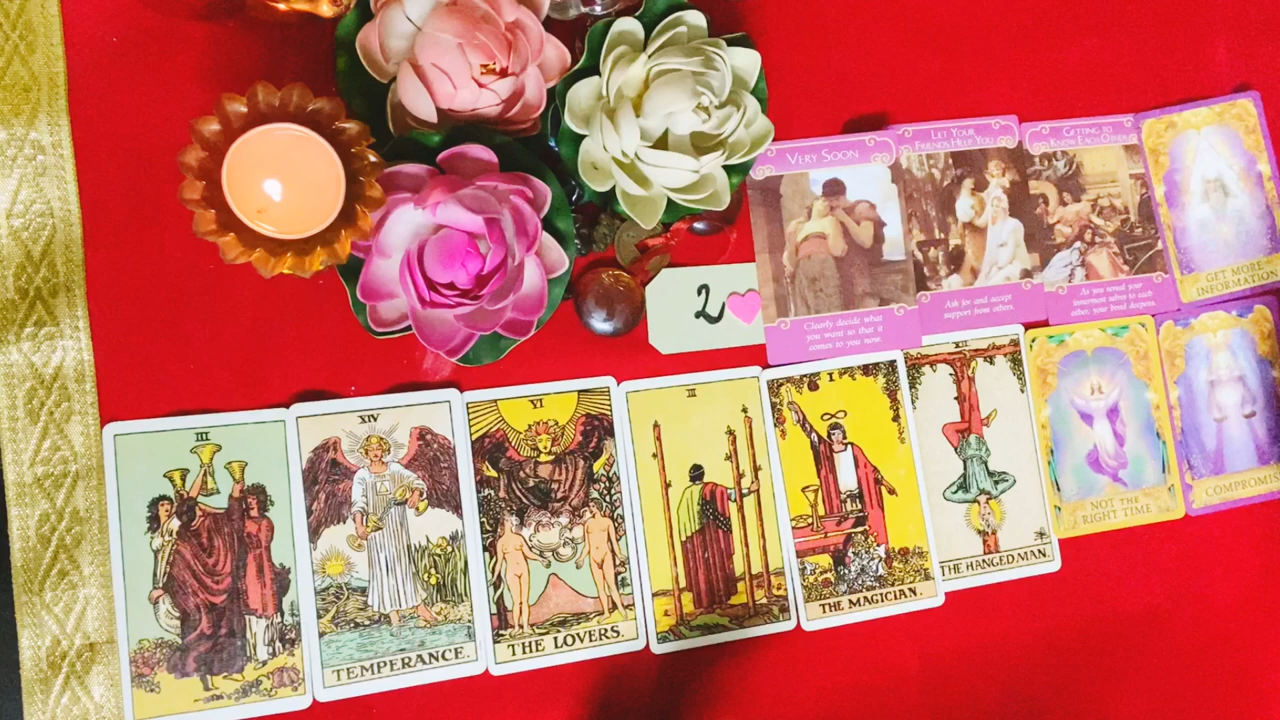 VERY SOON
Clearly decide what
you want so that it
comes to you now.
LET YOUR
FRIENDS HELP YOU
Ask for and accept
support from others.
GETTING TO
KNOW EACH OTHER
As you reveal your
innermost selves to each
other, your bond deepens.
GET MORE
INFORMATION
2
III
XIV
TEMPERANCE.
VI
THE LOVERS.
III
I
THE MAGICIAN.
XII
THE HANGED MAN.
NOT THE
RIGHT TIME
COMPROMIS